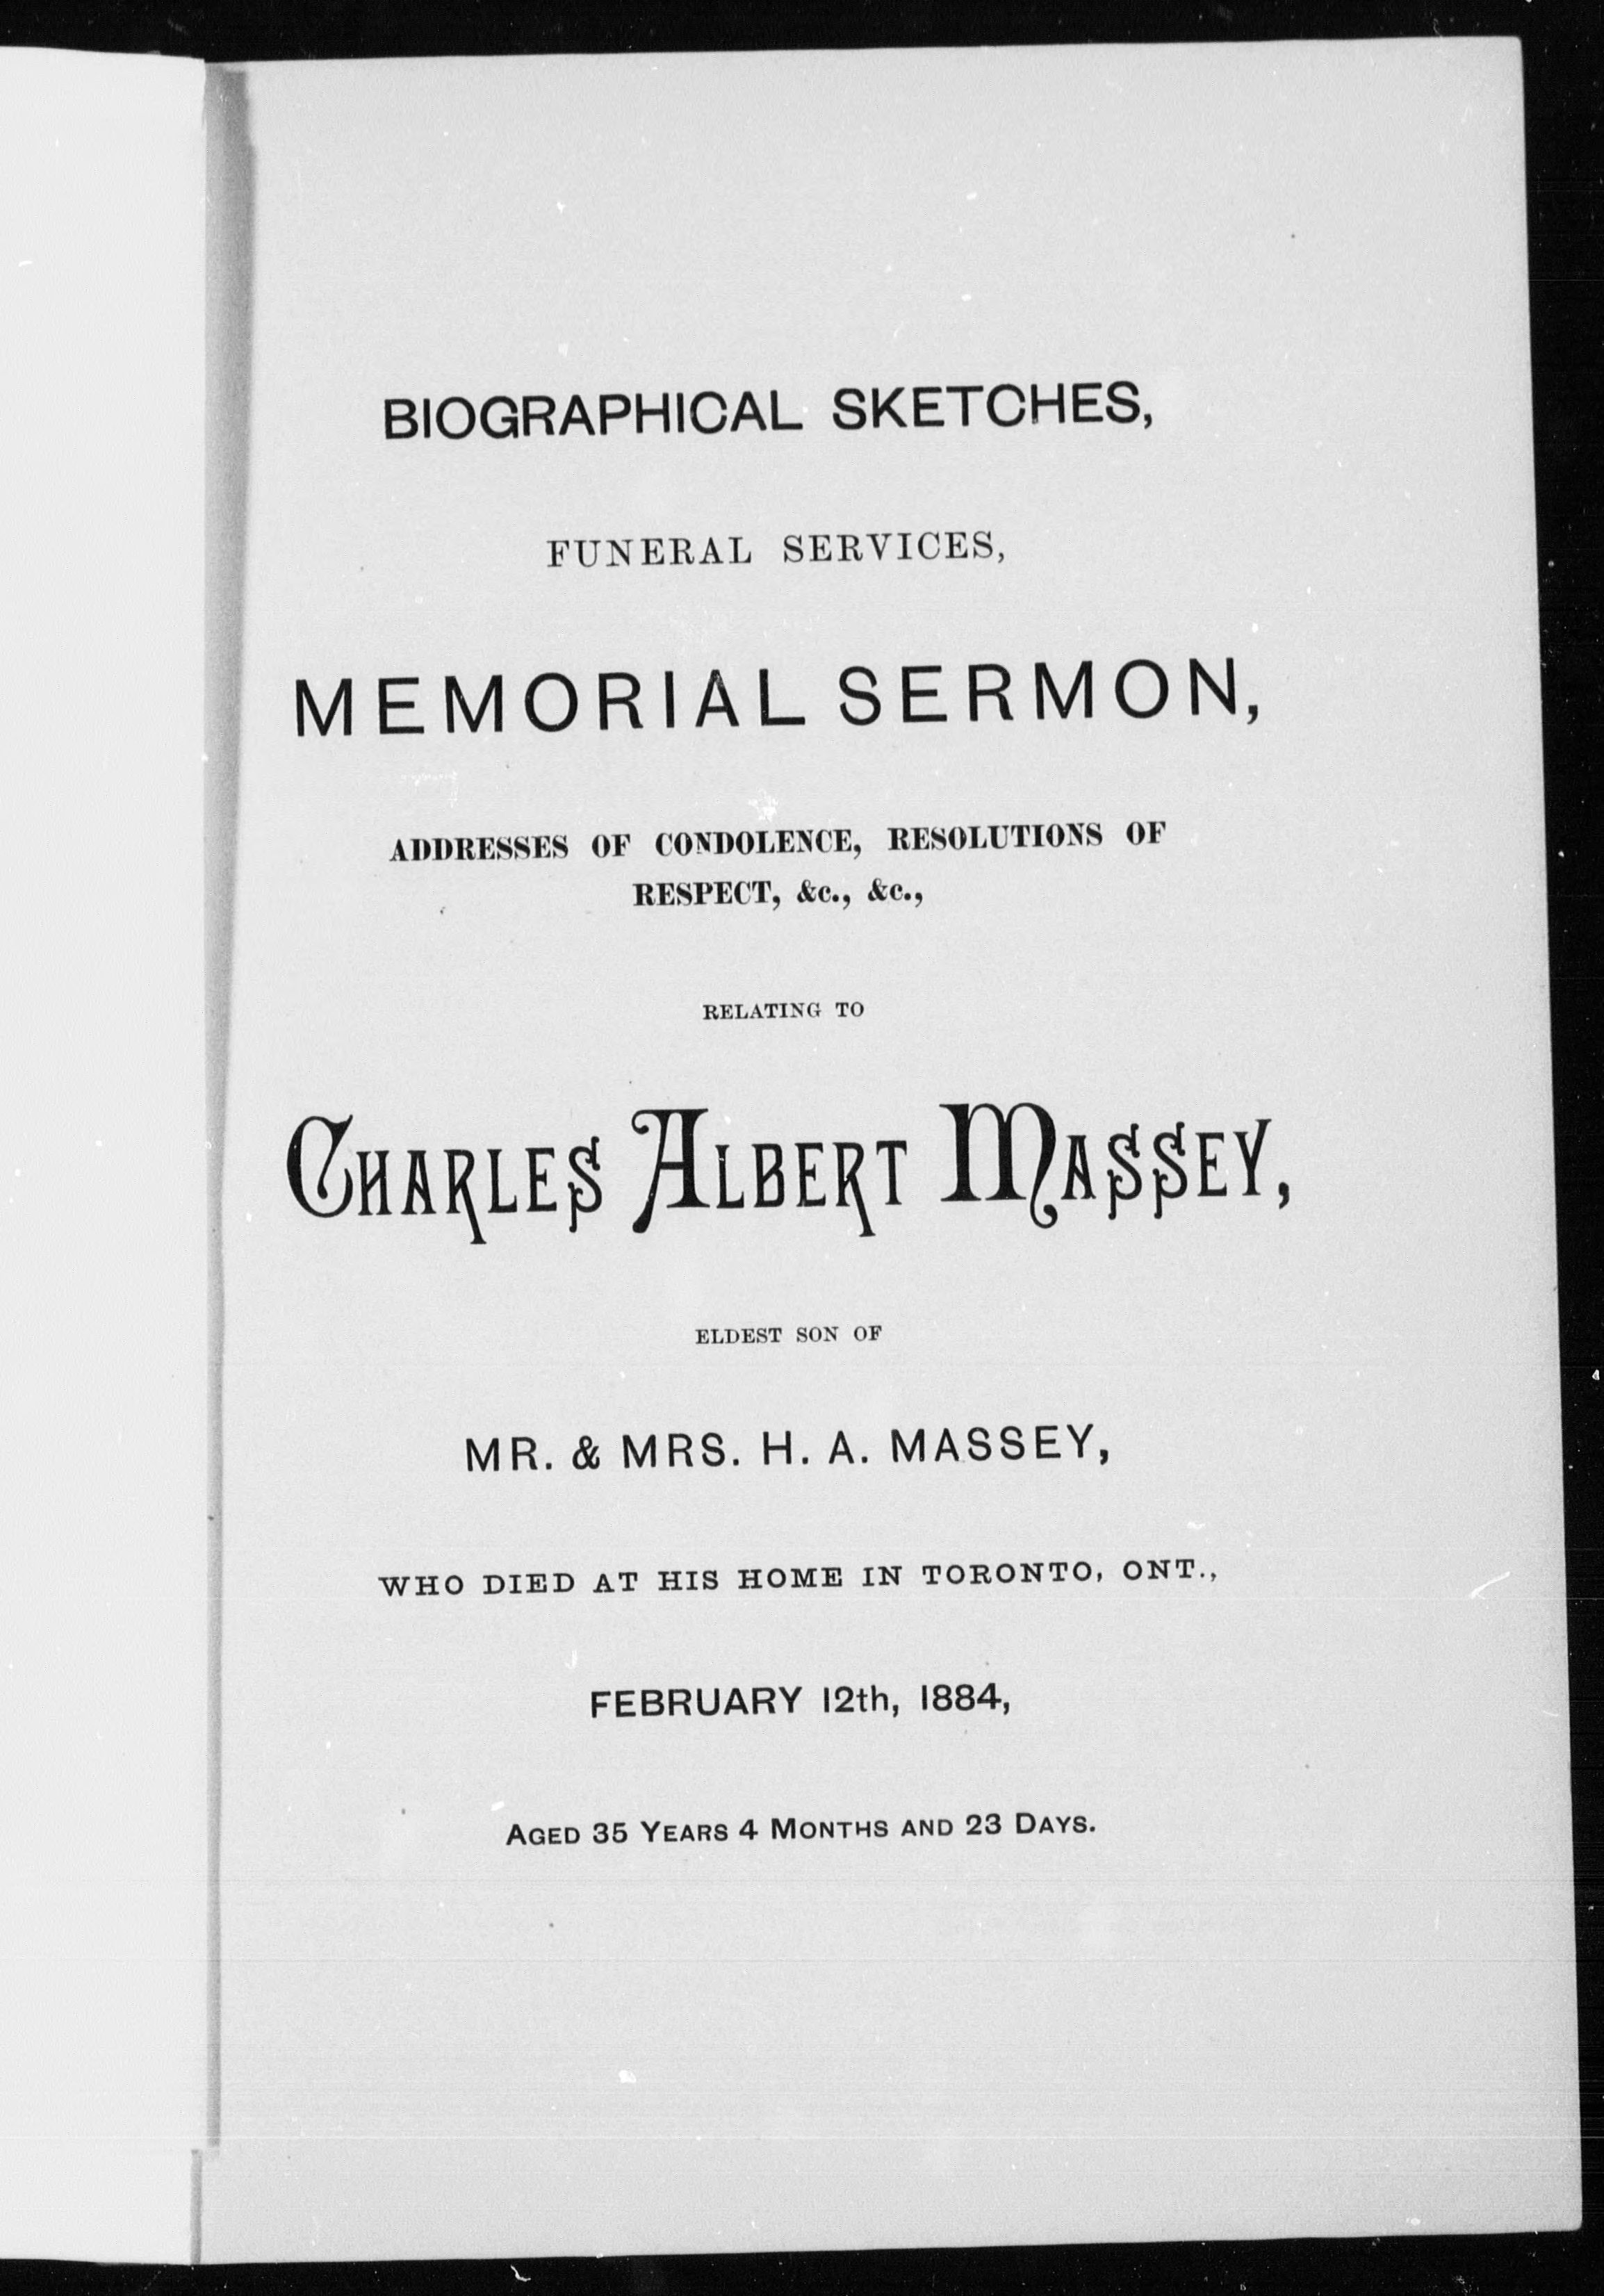 BIOGRAPHICAL SKETCHES,
FUNERAL SERVICES,
MEMORIAL SERMON,
ADDRESSES OF CONDOLENCE, RESOLUTIONS OF
RESPECT, &c., &c.,
RELATING TO
CHARLES ALBERT MASSEY,
ELDEST SON OF
MR. & MRS. H. A. MASSEY,
WHO DIED AT HIS HOME IN TORONTO, ONT.,
FEBRUARY 12th, 1884,
AGED 35 YEARS 4 MONTHS AND 23 DAYS.